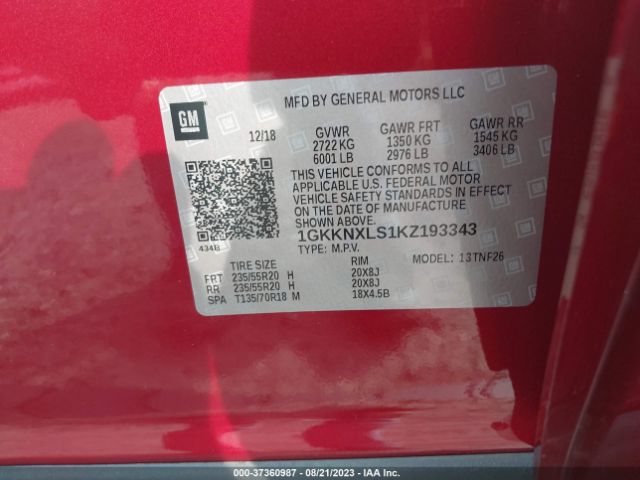 GM
MFD BY GENERAL MOTORS LLC
12/18 GVWR GAWR FRT GAWR RR
2722 KG 1350 KG 1545 KG
6001 LB 2976 LB 3406 LB
THIS VEHICLE CONFORMS TO ALL
APPLICABLE U.S. FEDERAL MOTOR
VEHICLE SAFETY STANDARDS IN EFFECT
ON THE DATE OF MANUFACTURE
SHOWN ABOVE.
434B 1GKKNXLS1KZ193343
TYPE: M.P.V. MODEL: 13TNF26
TIRE SIZE RIM
FRT 235/55R20 H 20X8J
RR 235/55R20 H 20X8J
SPA T135/70R18 M 18X4.5B
© - 37360987 - 08/21/2023 - IAA Inc.